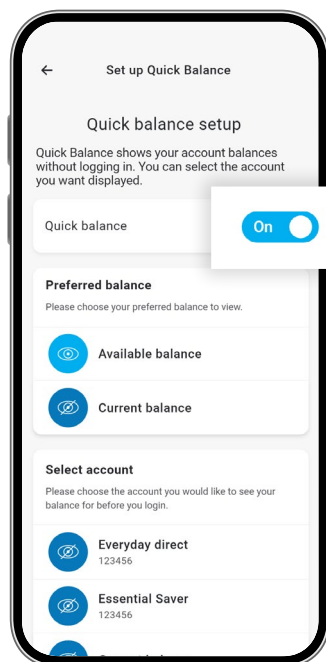 Set up Quick Balance
Quick balance setup
Quick Balance shows your account balances
without logging in. You can select the account
you want displayed.
Quick balance
On
Preferred balance
Please choose your preferred balance to view.
Available balance
Current balance
Select account
Please choose the account you would like to see your
balance for before you login.
Everyday direct
123456
Essential Saver
123456